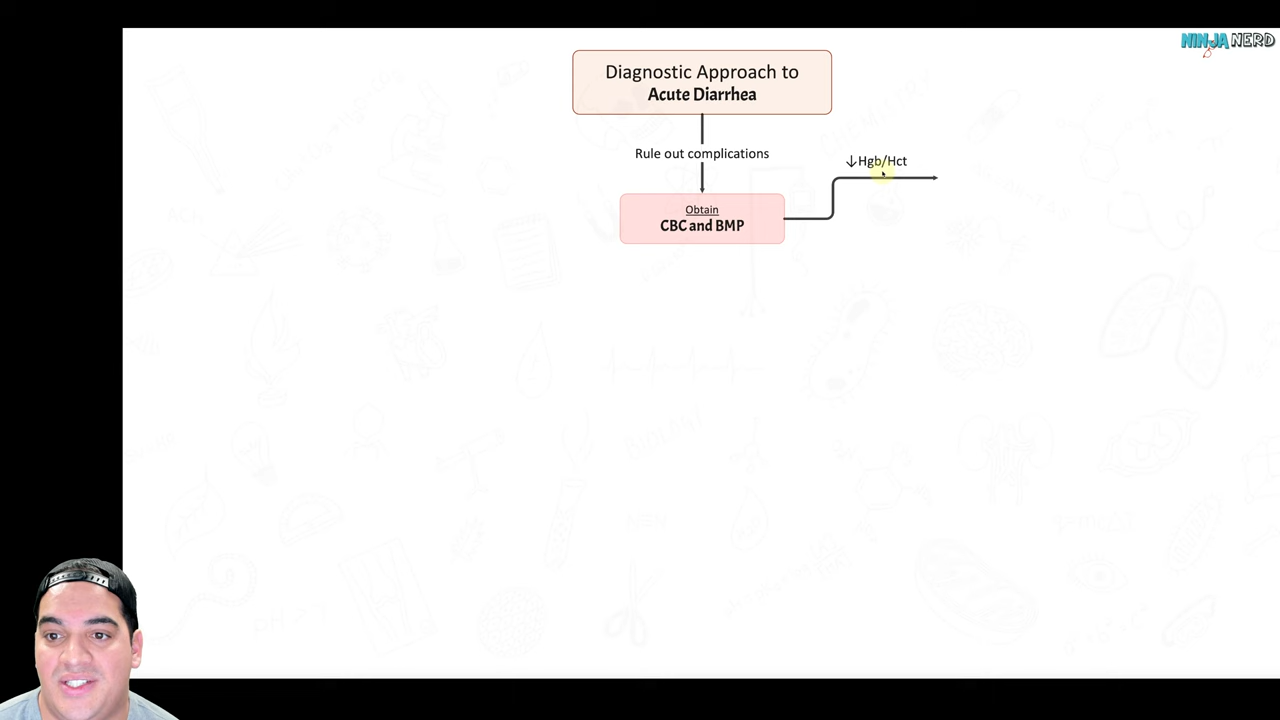 NINJA NERD
Diagnostic Approach to
Acute Diarrhea
Rule out complications
↓Hgb/Hct
Obtain
CBC and BMP